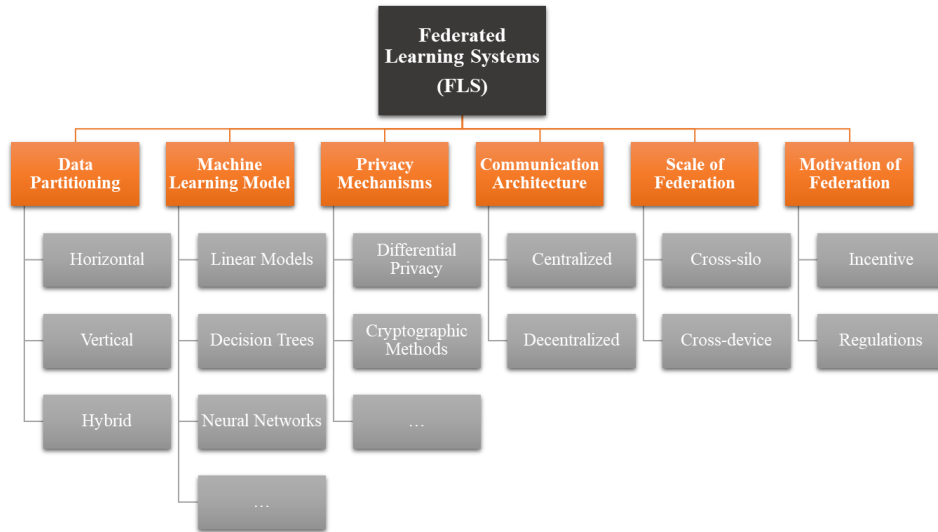 Federated
Learning Systems
(FLS)
Data
Partitioning
Machine
Learning Model
Privacy
Mechanisms
Communication
Architecture
Scale of
Federation
Motivation of
Federation
Horizontal
Linear Models
Differential
Privacy
Centralized
Cross-silo
Incentive
Vertical
Decision Trees
Cryptographic
Methods
Decentralized
Cross-device
Regulations
Hybrid
Neural Networks
…
…